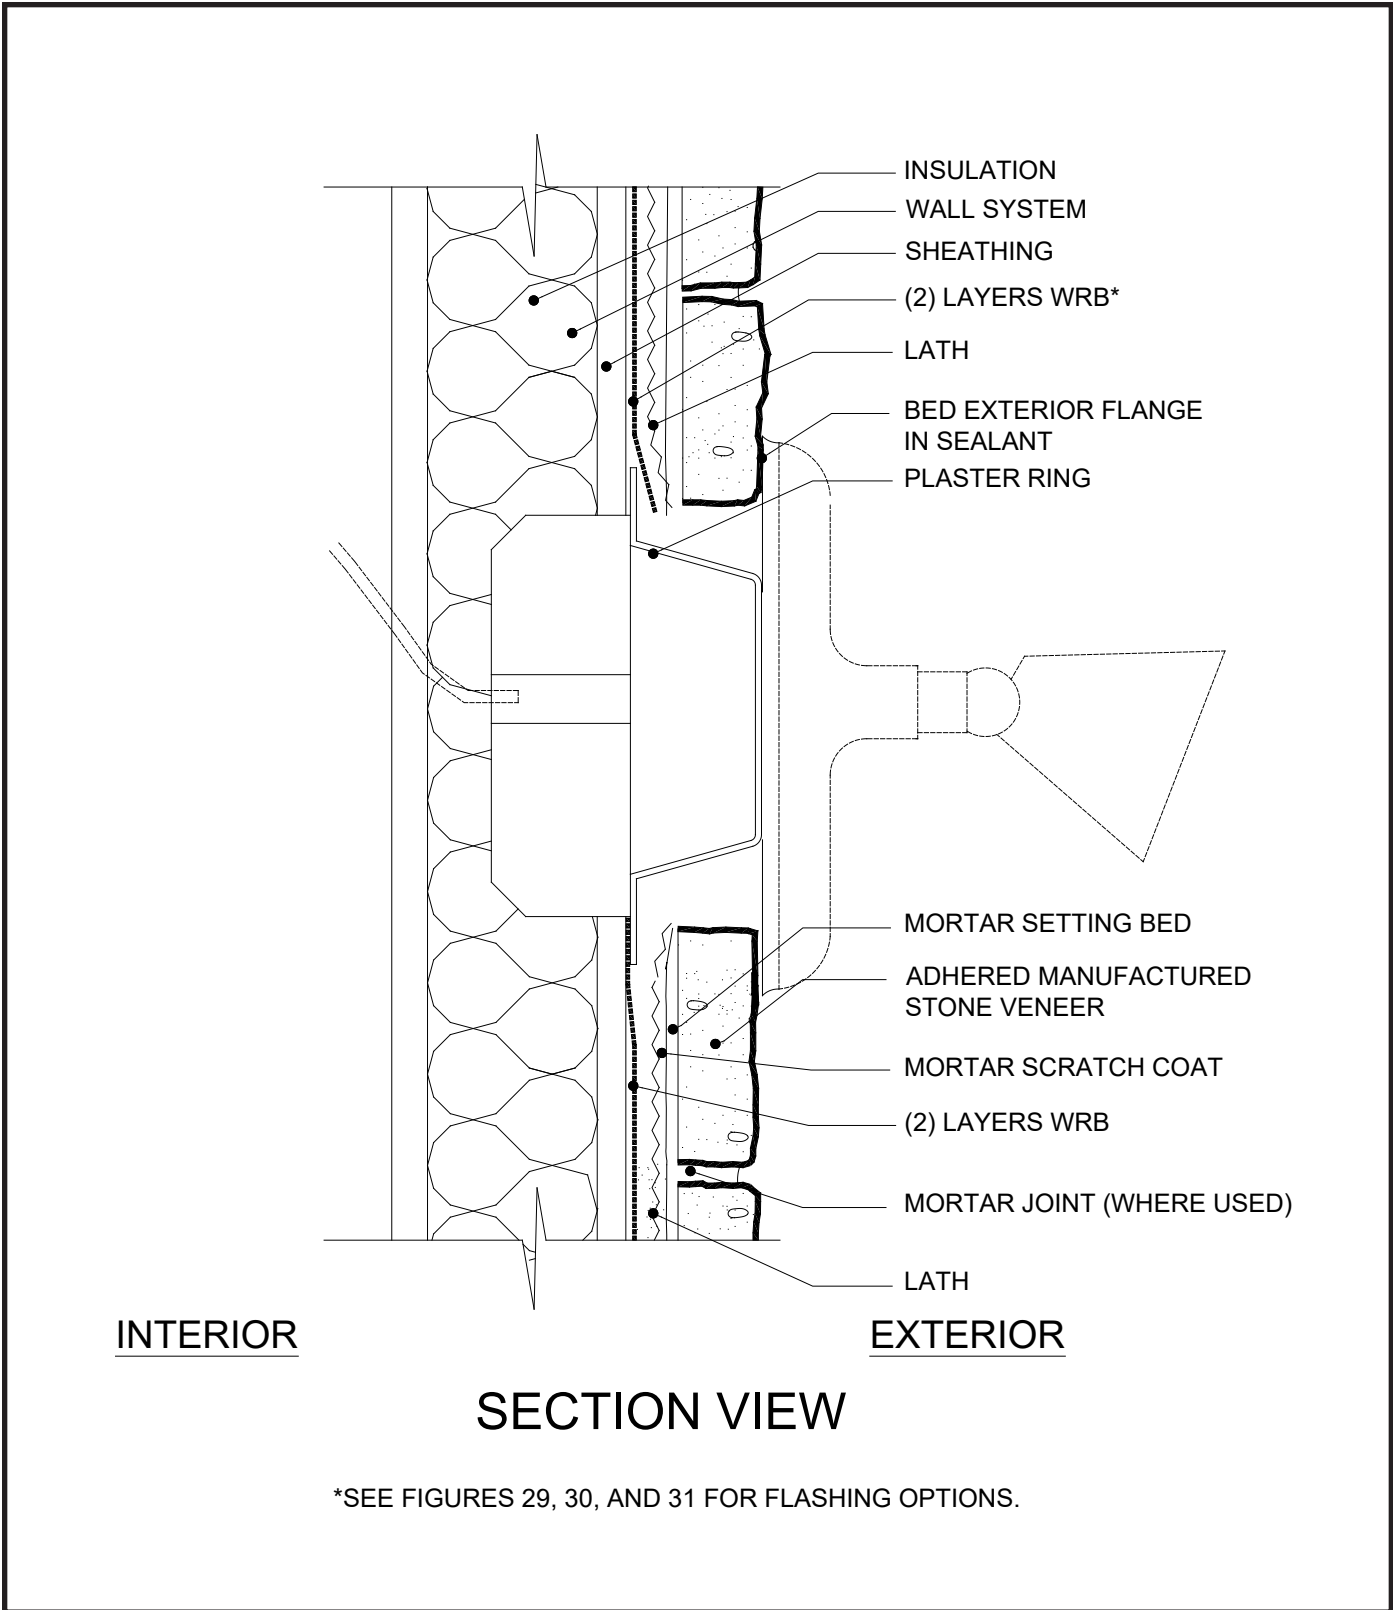 INSULATION
WALL SYSTEM
SHEATHING
(2) LAYERS WRB*
LATH
BED EXTERIOR FLANGE
IN SEALANT
PLASTER RING
MORTAR SETTING BED
ADHERED MANUFACTURED
STONE VENEER
MORTAR SCRATCH COAT
(2) LAYERS WRB
MORTAR JOINT (WHERE USED)
LATH
INTERIOR
EXTERIOR
SECTION VIEW
*SEE FIGURES 29, 30, AND 31 FOR FLASHING OPTIONS.